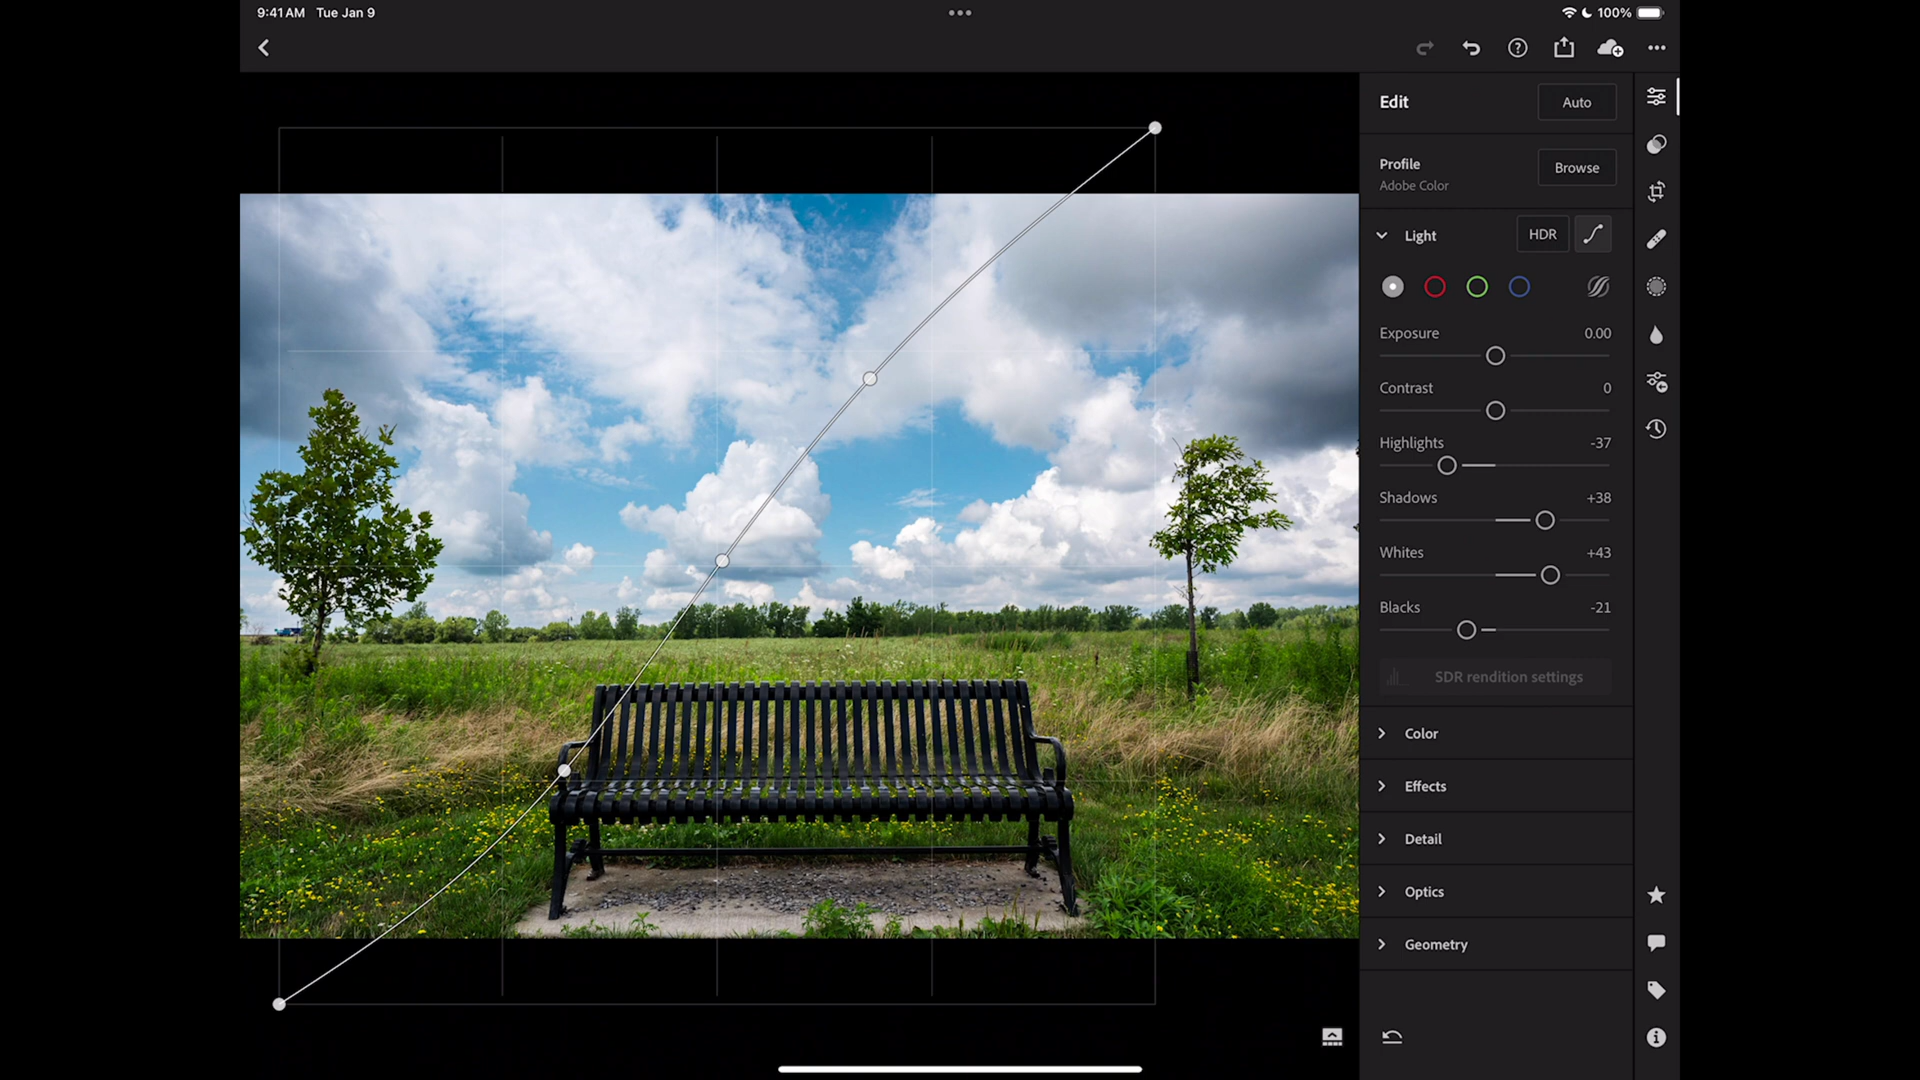 9:41 AM Tue Jan 9
100%
Edit
Auto
Profile
Adobe Color
Browse
Light
HDR
Exposure 0.00
Contrast 0
Highlights -37
Shadows +38
Whites +43
Blacks -21
SDR rendition settings
Color
Effects
Detail
Optics
Geometry